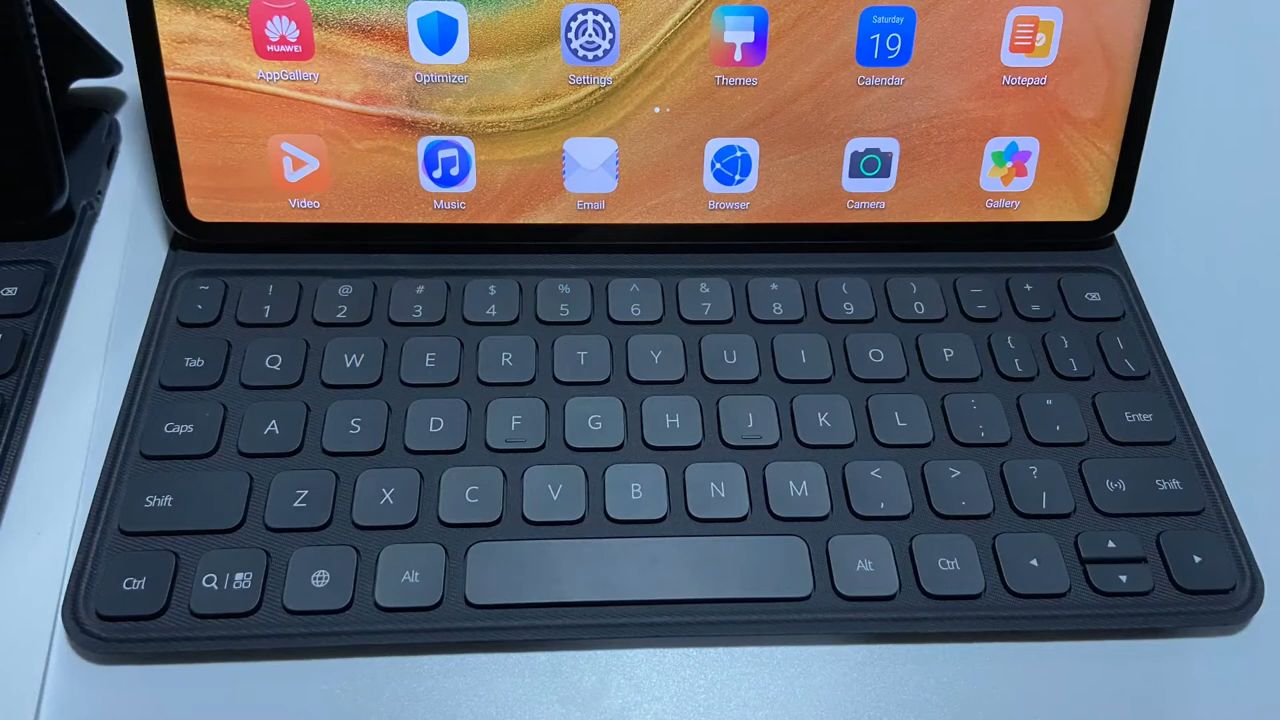 HUAWEI
AppGallery Optimizer Settings Themes Saturday 19 Calendar Notepad
Video Music Email Browser Camera Gallery
~ ! @ # $ % ^ & * ( ) — +
` 1 2 3 4 5 6 7 8 9 0 – =
Tab Q W E R T Y U I O P { [ } ] | \
Caps A S D F G H J K L : ; " ' Enter
Shift Z X C V B N M < , > . ? / Shift
Ctrl Alt Alt Ctrl